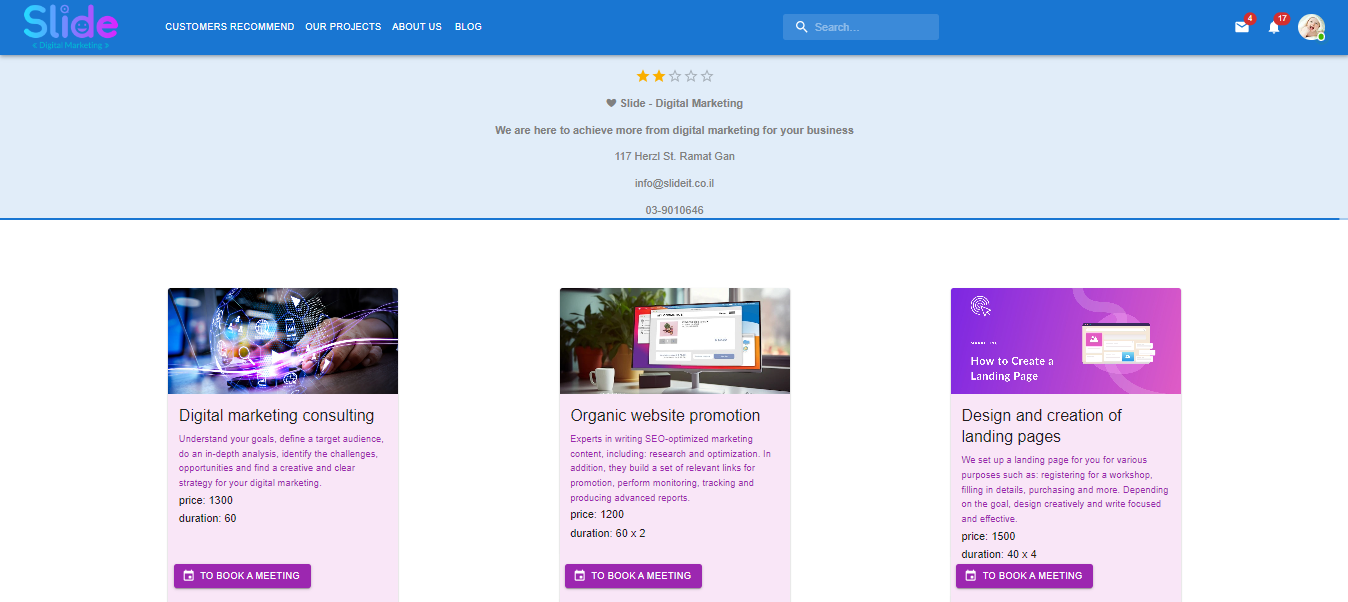 Slide
< Digital Marketing >
CUSTOMERS RECOMMEND OUR PROJECTS ABOUT US BLOG
Search...
4
17
Slide - Digital Marketing
We are here to achieve more from digital marketing for your business
117 Herzl St. Ramat Gan
info@slideit.co.il
03-9010646
Digital marketing consulting
Understand your goals, define a target audience,
do an in-depth analysis, identify the challenges,
opportunities and find a creative and clear
strategy for your digital marketing.
price: 1300
duration: 60
TO BOOK A MEETING
Organic website promotion
Experts in writing SEO-optimized marketing
content, including: research and optimization. In
addition, they build a set of relevant links for
promotion, perform monitoring, tracking and
producing advanced reports.
price: 1200
duration: 60 x 2
TO BOOK A MEETING
How to Create a
Landing Page
Design and creation of
landing pages
We set up a landing page for you for various
purposes such as: registering for a workshop,
filling in details, purchasing and more. Depending
on the goal, design creatively and write focused
and effective.
price: 1500
duration: 40 x 4
TO BOOK A MEETING